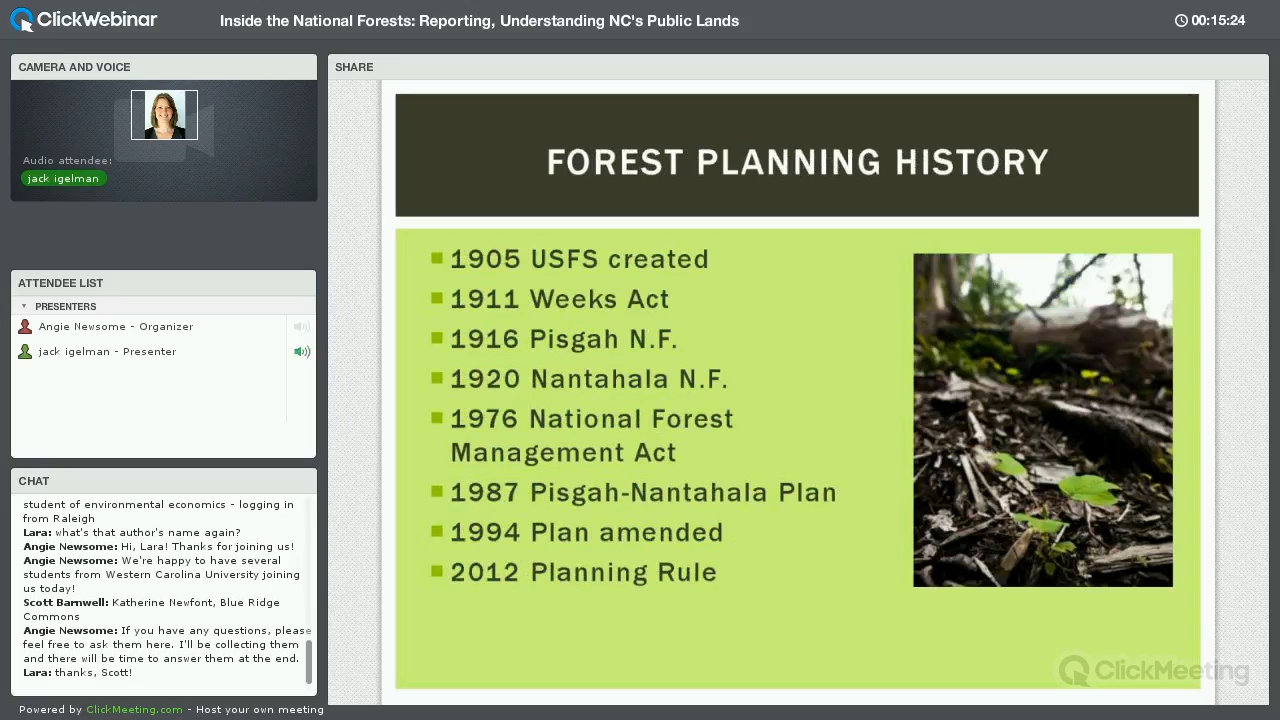 ClickWebinar
Inside the National Forests: Reporting, Understanding NC's Public Lands
00:15:24
CAMERA AND VOICE
Audio attendee:
jack igelman
ATTENDEE LIST
PRESENTERS
Angie Newsome - Organizer
jack igelman - Presenter
CHAT
student of environmental economics - logging in
from Raleigh
Lara: what's that author's name again?
Angie Newsome: Hi, Lara! Thanks for joining us!
Angie Newsome: We're happy to have several
students from Western Carolina University joining
us today!
Scott Barnwell: Katherine Newfont, Blue Ridge
Commons
Angie Newsome: If you have any questions, please
feel free to ask them here. I'll be collecting them
and there will be time to answer them at the end.
Lara: thanks, Scott!
Powered by ClickMeeting.com - Host your own meeting
SHARE
FOREST PLANNING HISTORY
1905 USFS created
1911 Weeks Act
1916 Pisgah N.F.
1920 Nantahala N.F.
1976 National Forest
Management Act
1987 Pisgah-Nantahala Plan
1994 Plan amended
2012 Planning Rule
ClickMeeting